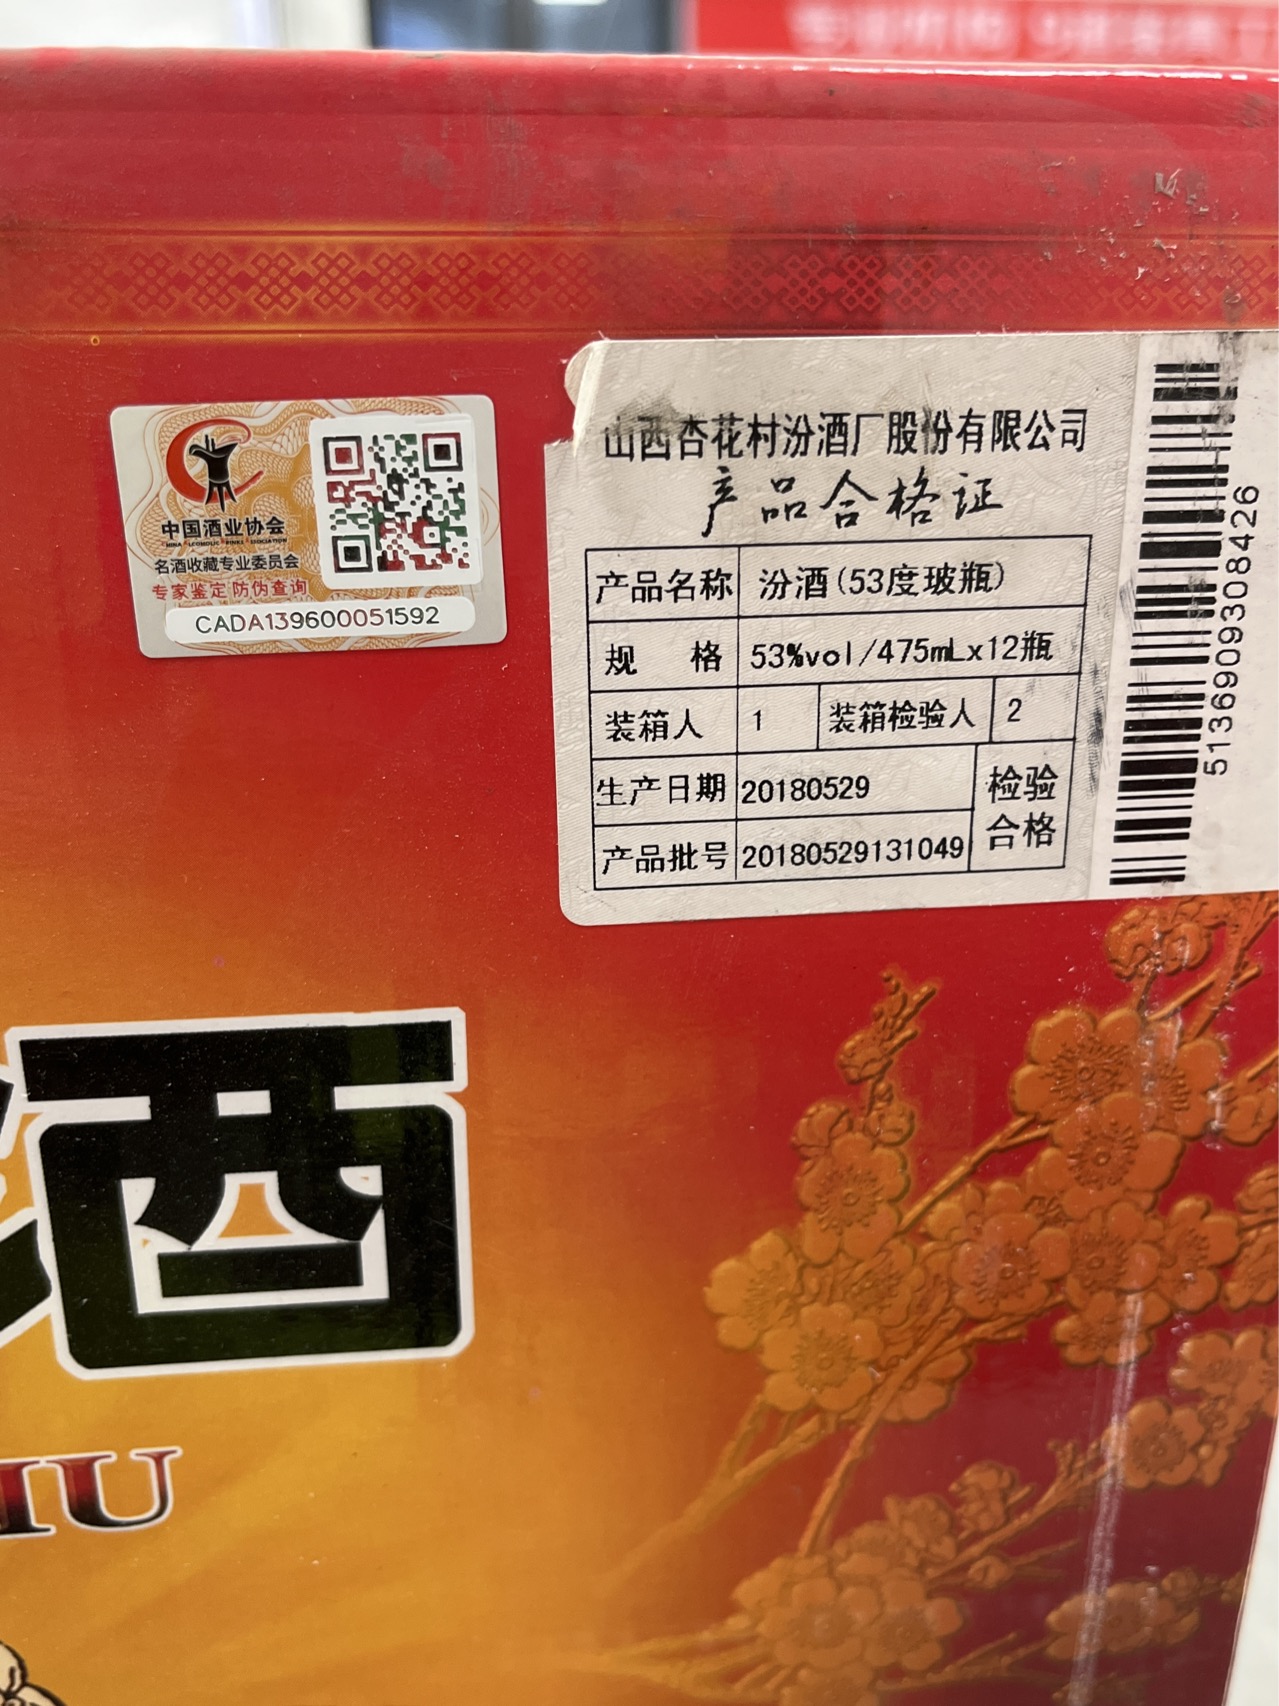 中国酒业协会
名酒收藏专业委员会
专家鉴定 防伪查询
CADA139600051592
山西杏花村汾酒厂股份有限公司
产品合格证
产品名称 汾酒(53度玻瓶)
规 格 53%vol/475mLx12瓶
装箱人 1 装箱检验人 2
生产日期 20180529 检验
产品批号 20180529131049 合格
5136909930842​6
酒
IU